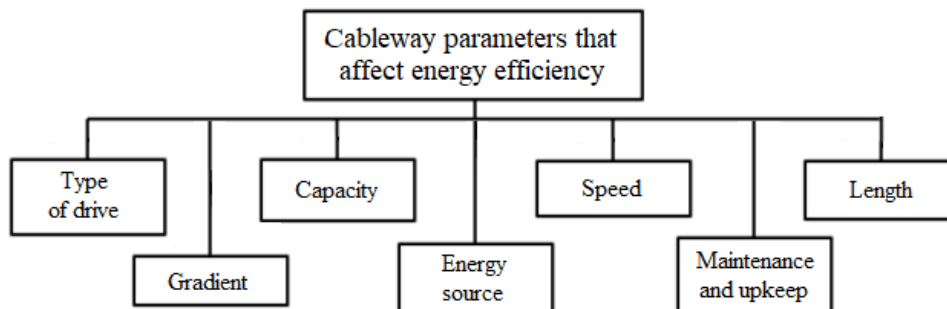 Cableway parameters that
affect energy efficiency
Type
of drive
Capacity
Speed
Length
Gradient
Energy
source
Maintenance
and upkeep